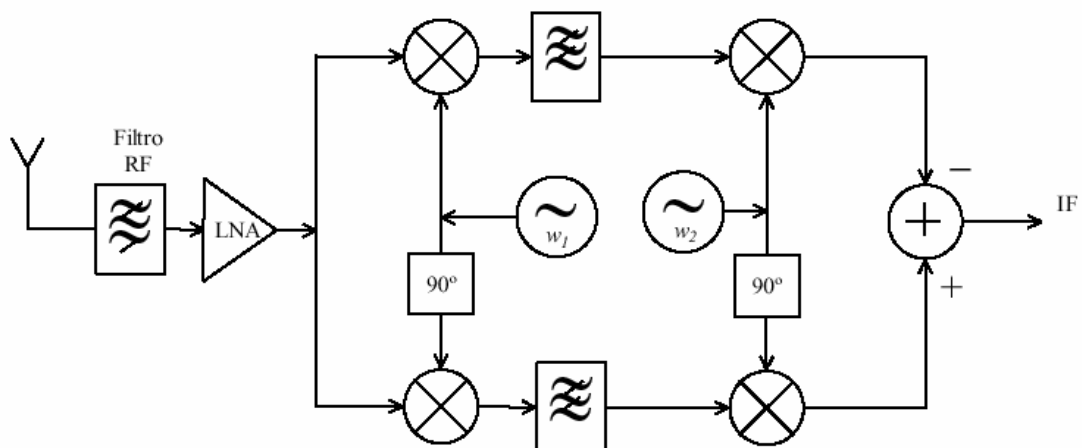 Filtro
RF
LNA
w1
w2
90º
90º
−
+
+
IF